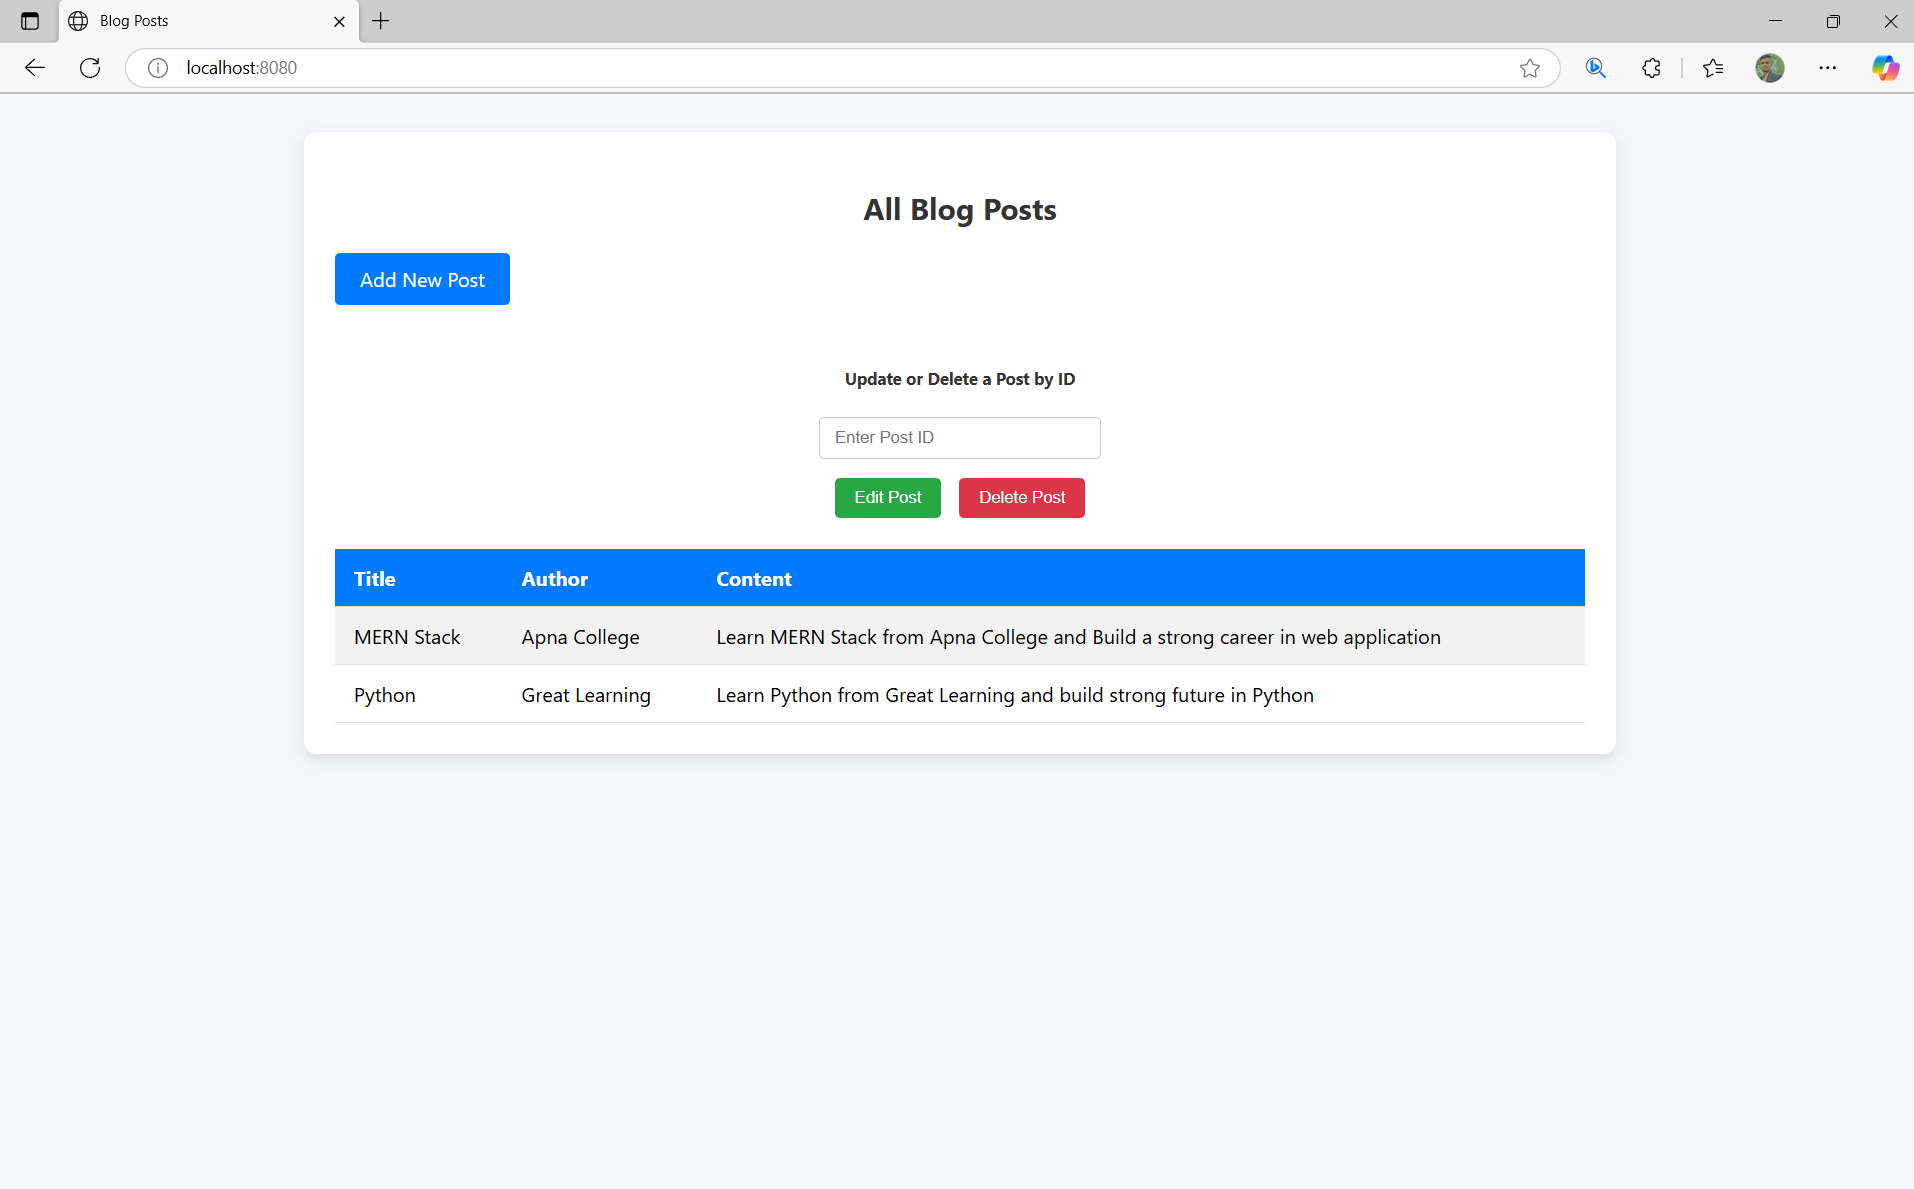 Blog Posts
localhost:8080
All Blog Posts
Add New Post
Update or Delete a Post by ID
Enter Post ID
Edit Post Delete Post
Title Author Content
MERN Stack Apna College Learn MERN Stack from Apna College and Build a strong career in web application
Python Great Learning Learn Python from Great Learning and build strong future in Python